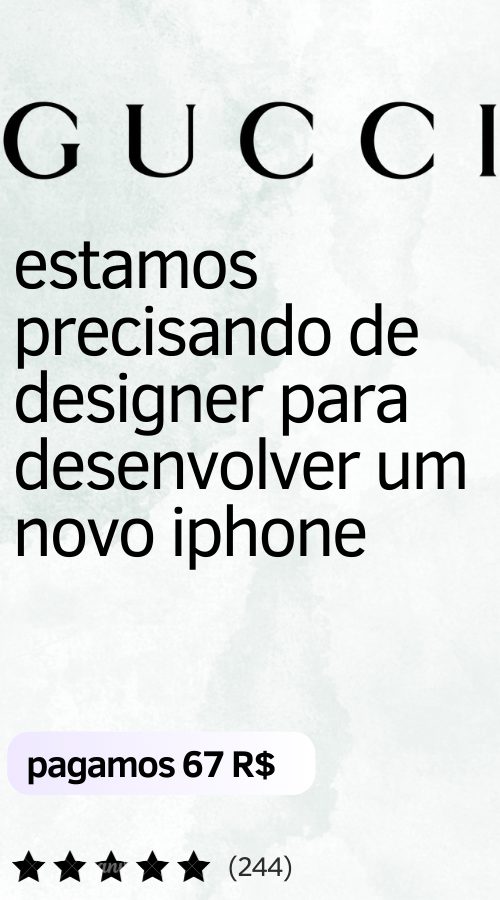 GUCCI
estamos
precisando de
designer para
desenvolver um
novo iphone
pagamos 67 R$
(244)